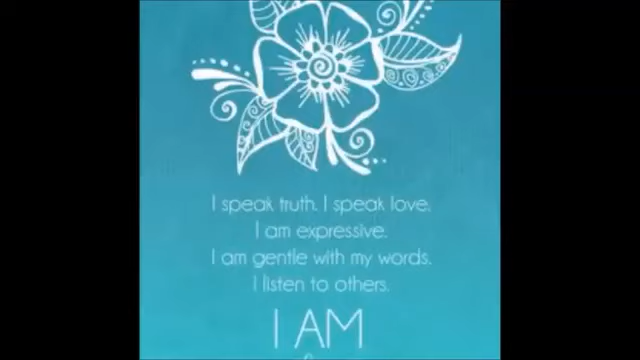 I speak truth. I speak love.
I am expressive.
I am gentle with my words.
I listen to others.
I AM